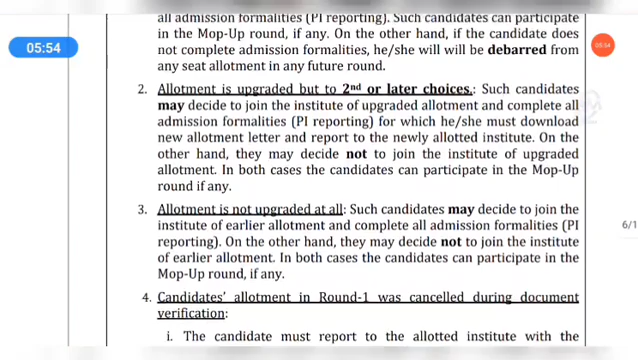 all admission formalities (PI reporting). Such candidates can participate
in the Mop-Up round, if any. On the other hand, if the candidate does
not complete admission formalities, he/she will will be debarred from
any seat allotment in any future round.
05:54
05:54
2. Allotment is upgraded but to 2nd or later choices.: Such candidates
may decide to join the institute of upgraded allotment and complete all
admission formalities (PI reporting) for which he/she must download
new allotment letter and report to the newly allotted institute. On the
other hand, they may decide not to join the institute of upgraded
allotment. In both cases the candidates can participate in the Mop-Up
round if any.
3. Allotment is not upgraded at all: Such candidates may decide to join the
institute of earlier allotment and complete all admission formalities (PI
reporting). On the other hand, they may decide not to join the institute
of earlier allotment. In both cases the candidates can participate in the
Mop-Up round, if any.
6/1
4. Candidates' allotment in Round-1 was cancelled during document
verification:
i. The candidate must report to the allotted institute with the